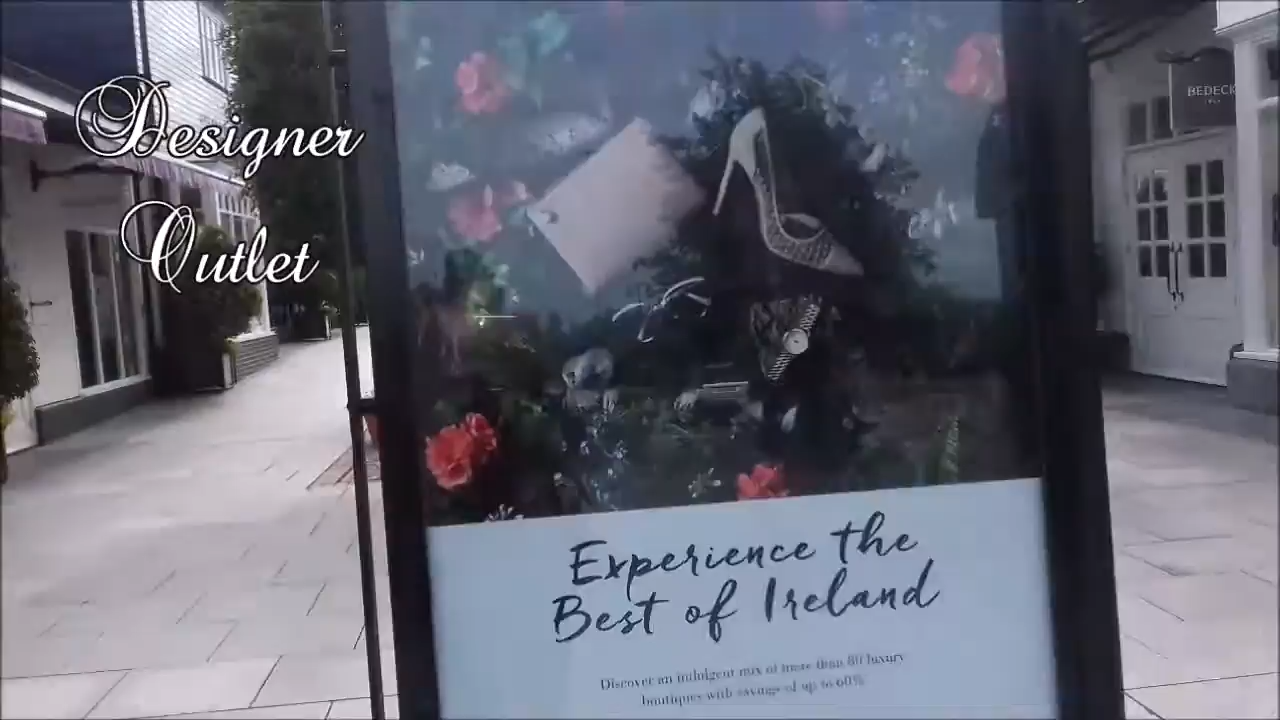 Designer
Outlet
BEDECK
Experience the
Best of Ireland
Discover an indulgent mix of more than 80 luxury
boutiques with savings of up to 60%